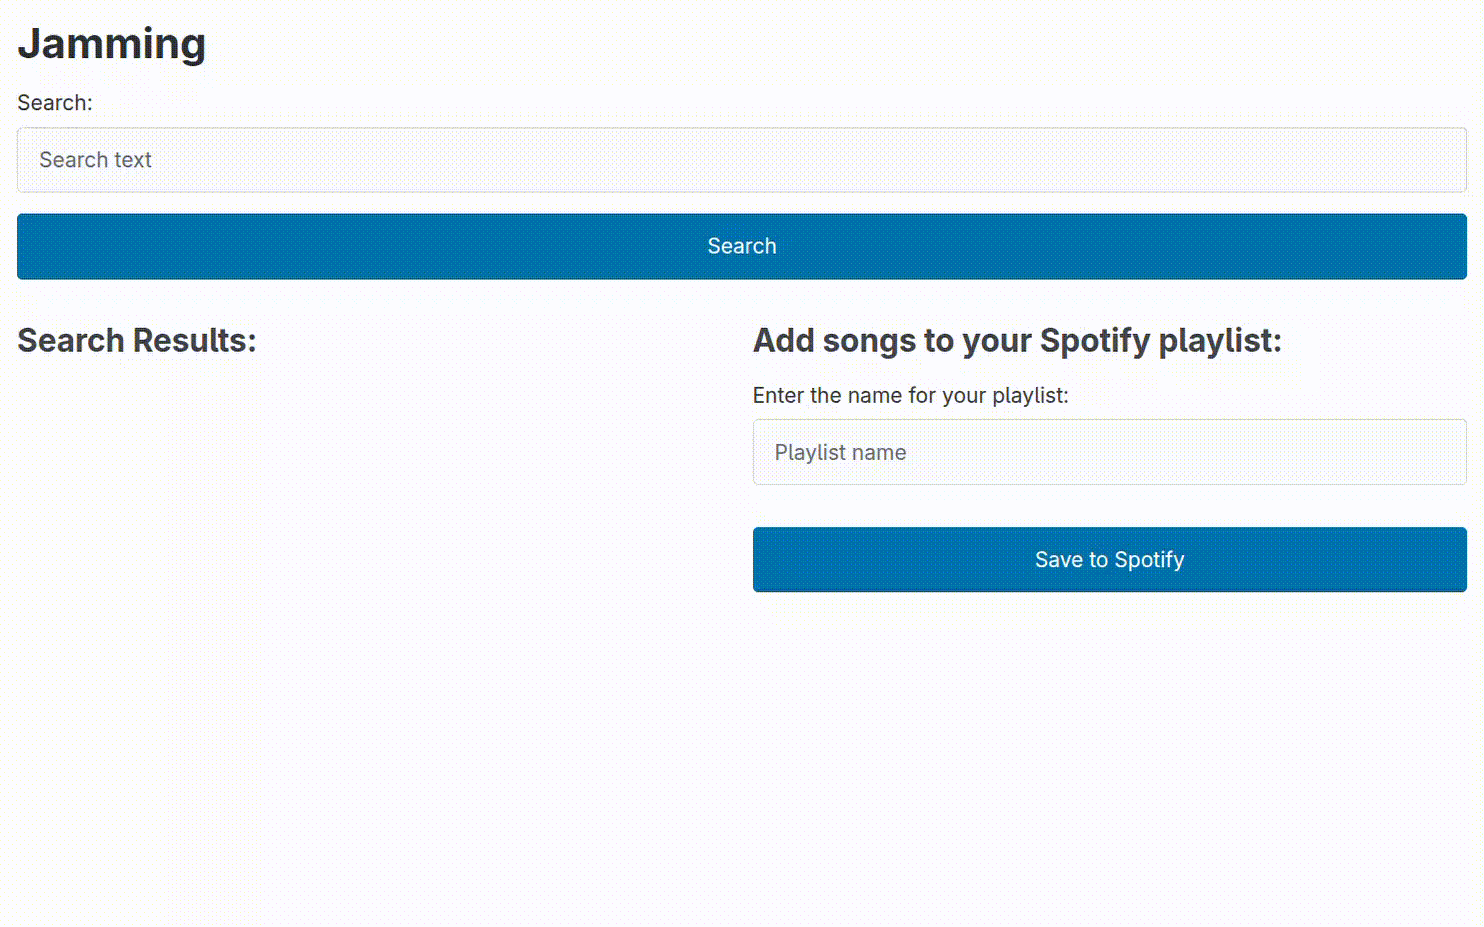 Jamming
Search:
Search text
Search
Search Results:
Add songs to your Spotify playlist:
Enter the name for your playlist:
Playlist name
Save to Spotify